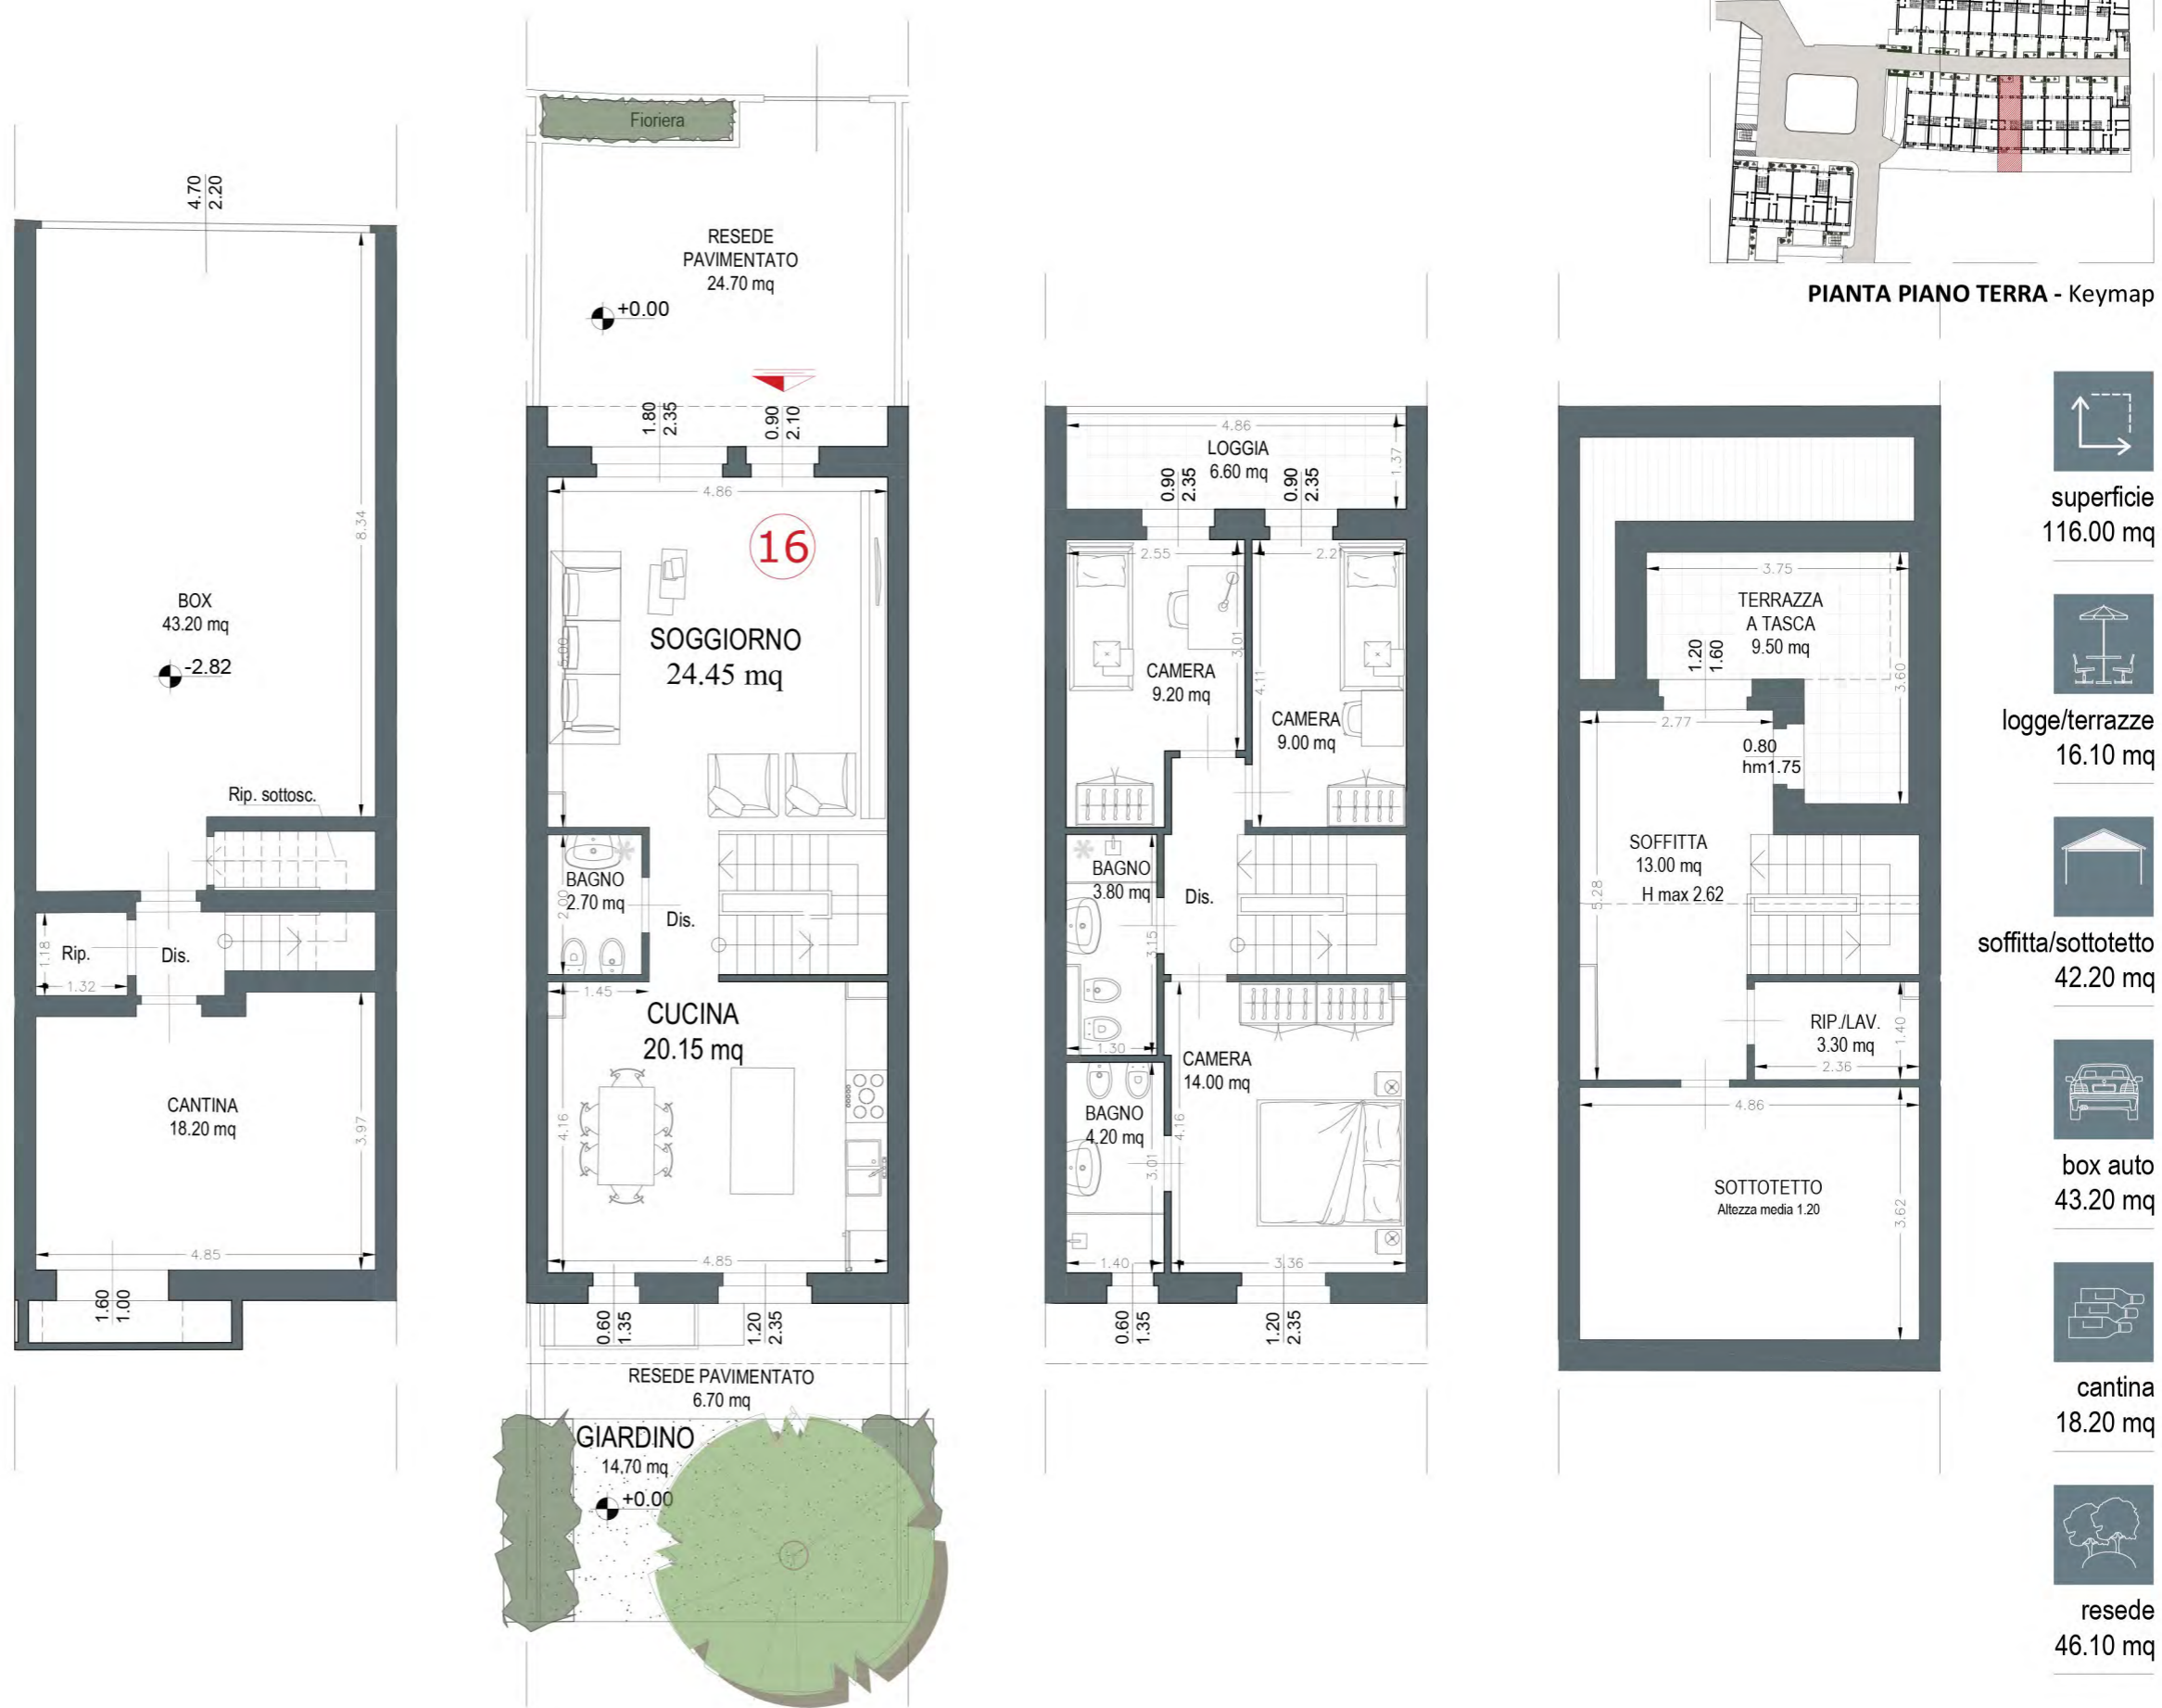 4.70
2.20
8.34
BOX
43.20 mq
-2.82
Rip. sottosc.
1.18
Rip.
1.32
Dis.
CANTINA
18.20 mq
3.97
4.85
1.60
1.00
Fioriera
RESEDE
PAVIMENTATO
24.70 mq
+0.00
1.80
2.35
0.90
2.10
4.86
16
5.00
SOGGIORNO
24.45 mq
BAGNO
2.70 mq
2.00
Dis.
1.45
CUCINA
20.15 mq
4.16
4.85
0.60
1.35
1.20
2.35
RESEDE PAVIMENTATO
6.70 mq
GIARDINO
14.70 mq
+0.00
4.86
LOGGIA
6.60 mq
1.37
0.90
2.35
0.90
2.35
2.55
2.21
3.01
4.11
CAMERA
9.20 mq
CAMERA
9.00 mq
BAGNO
3.80 mq
Dis.
3.15
1.30
CAMERA
14.00 mq
BAGNO
4.20 mq
4.16
3.01
1.40
3.36
0.60
1.35
1.20
2.35
PIANTA PIANO TERRA - Keymap
3.75
TERRAZZA
A TASCA
9.50 mq
1.20
1.60
3.60
2.77
0.80
hm1.75
SOFFITTA
13.00 mq
H max 2.62
5.28
RIP./LAV.
3.30 mq
1.40
2.36
4.86
SOTTOTETTO
Altezza media 1.20
3.62
superficie
116.00 mq
logge/terrazze
16.10 mq
soffitta/sottotetto
42.20 mq
box auto
43.20 mq
cantina
18.20 mq
resede
46.10 mq